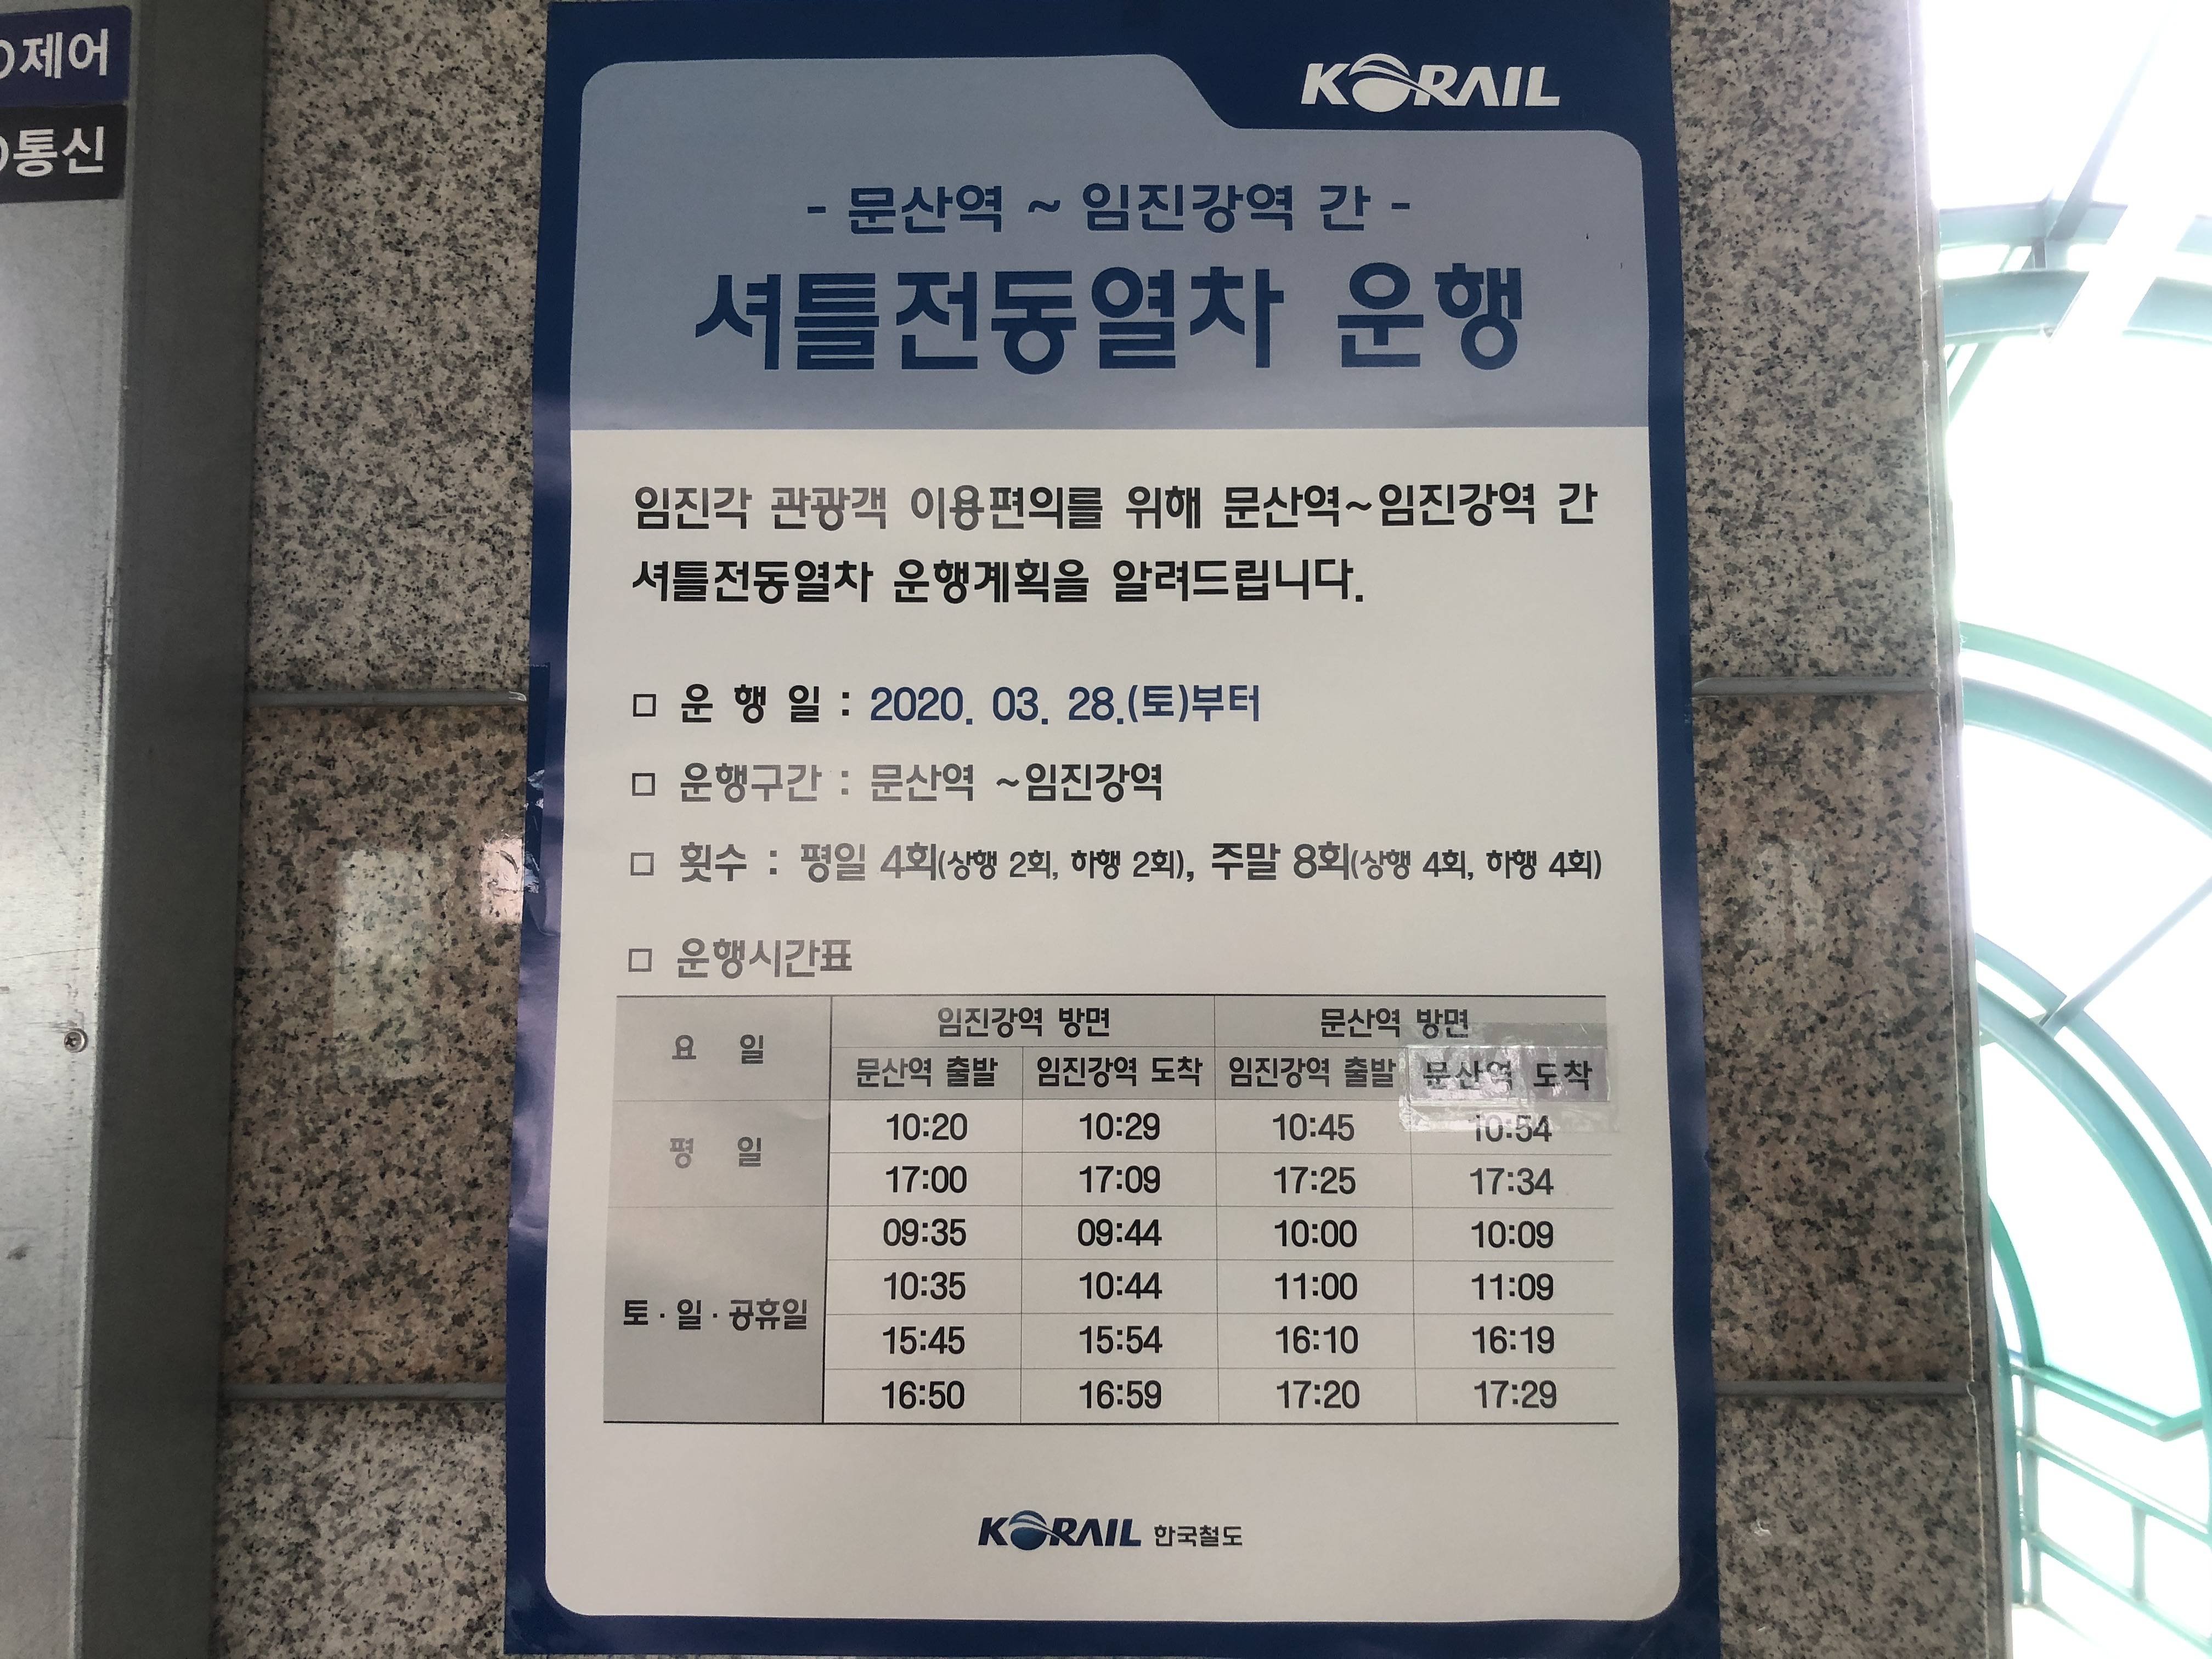 제어
통신
KORAIL
- 문산역 ~ 임진강역 간 -
셔틀전동열차 운행
임진각 관광객 이용편의를 위해 문산역~임진강역 간
셔틀전동열차 운행계획을 알려드립니다.
□ 운 행 일 : 2020. 03. 28.(토)부터
□ 운행구간 : 문산역 ~임진강역
□ 횟수 : 평일 4회(상행 2회, 하행 2회), 주말 8회(상행 4회, 하행 4회)
□ 운행시간표
요 일 임진강역 방면 문산역 방면
문산역 출발 임진강역 도착 임진강역 출발 문산역 도착
평 일 10:20 10:29 10:45 10:54
17:00 17:09 17:25 17:34
토·일·공휴일 09:35 09:44 10:00 10:09
10:35 10:44 11:00 11:09
15:45 15:54 16:10 16:19
16:50 16:59 17:20 17:29
KORAIL 한국철도